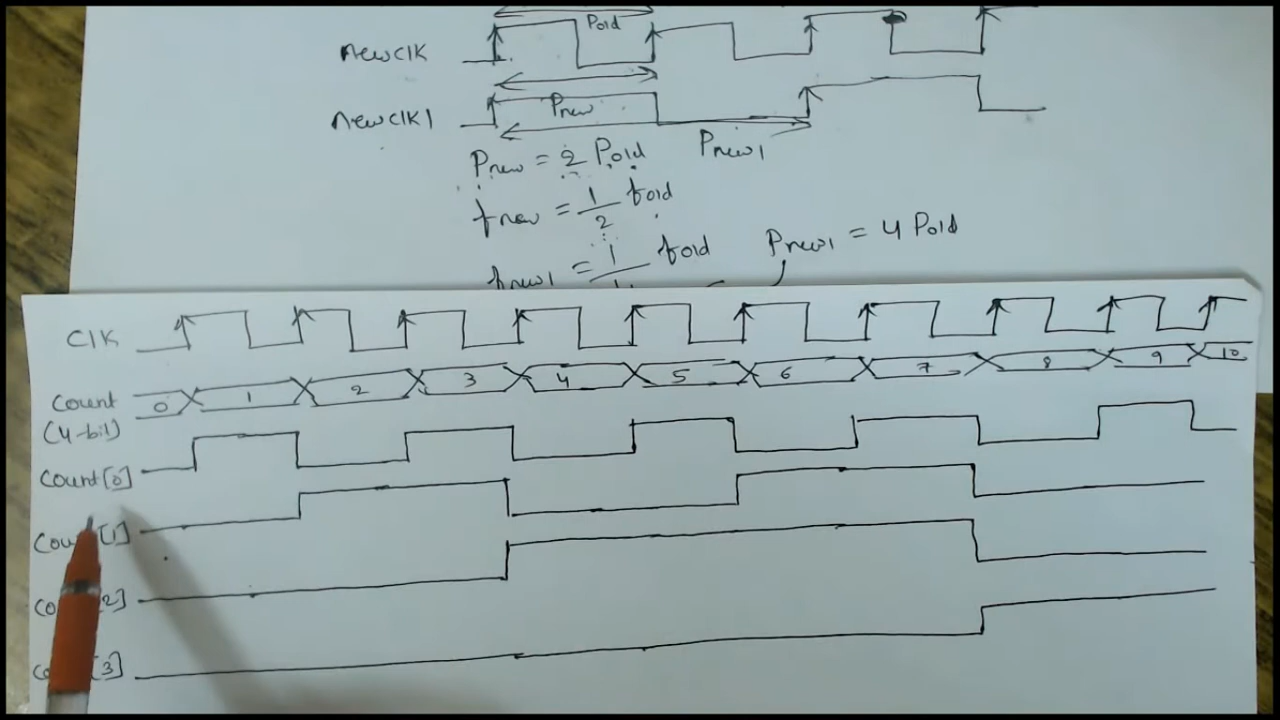 Pold
newclk
Pnew
newclk1
Pnew1
Pnew = 2 Pold
fnew = 1/2 fold
Pnew1 = 4 Pold
fnew1 = 1/ fold
Clk
Count (4-bit) 0 1 2 3 4 5 6 7 8 9 10
Count[0]
[1]
[2]
[3]